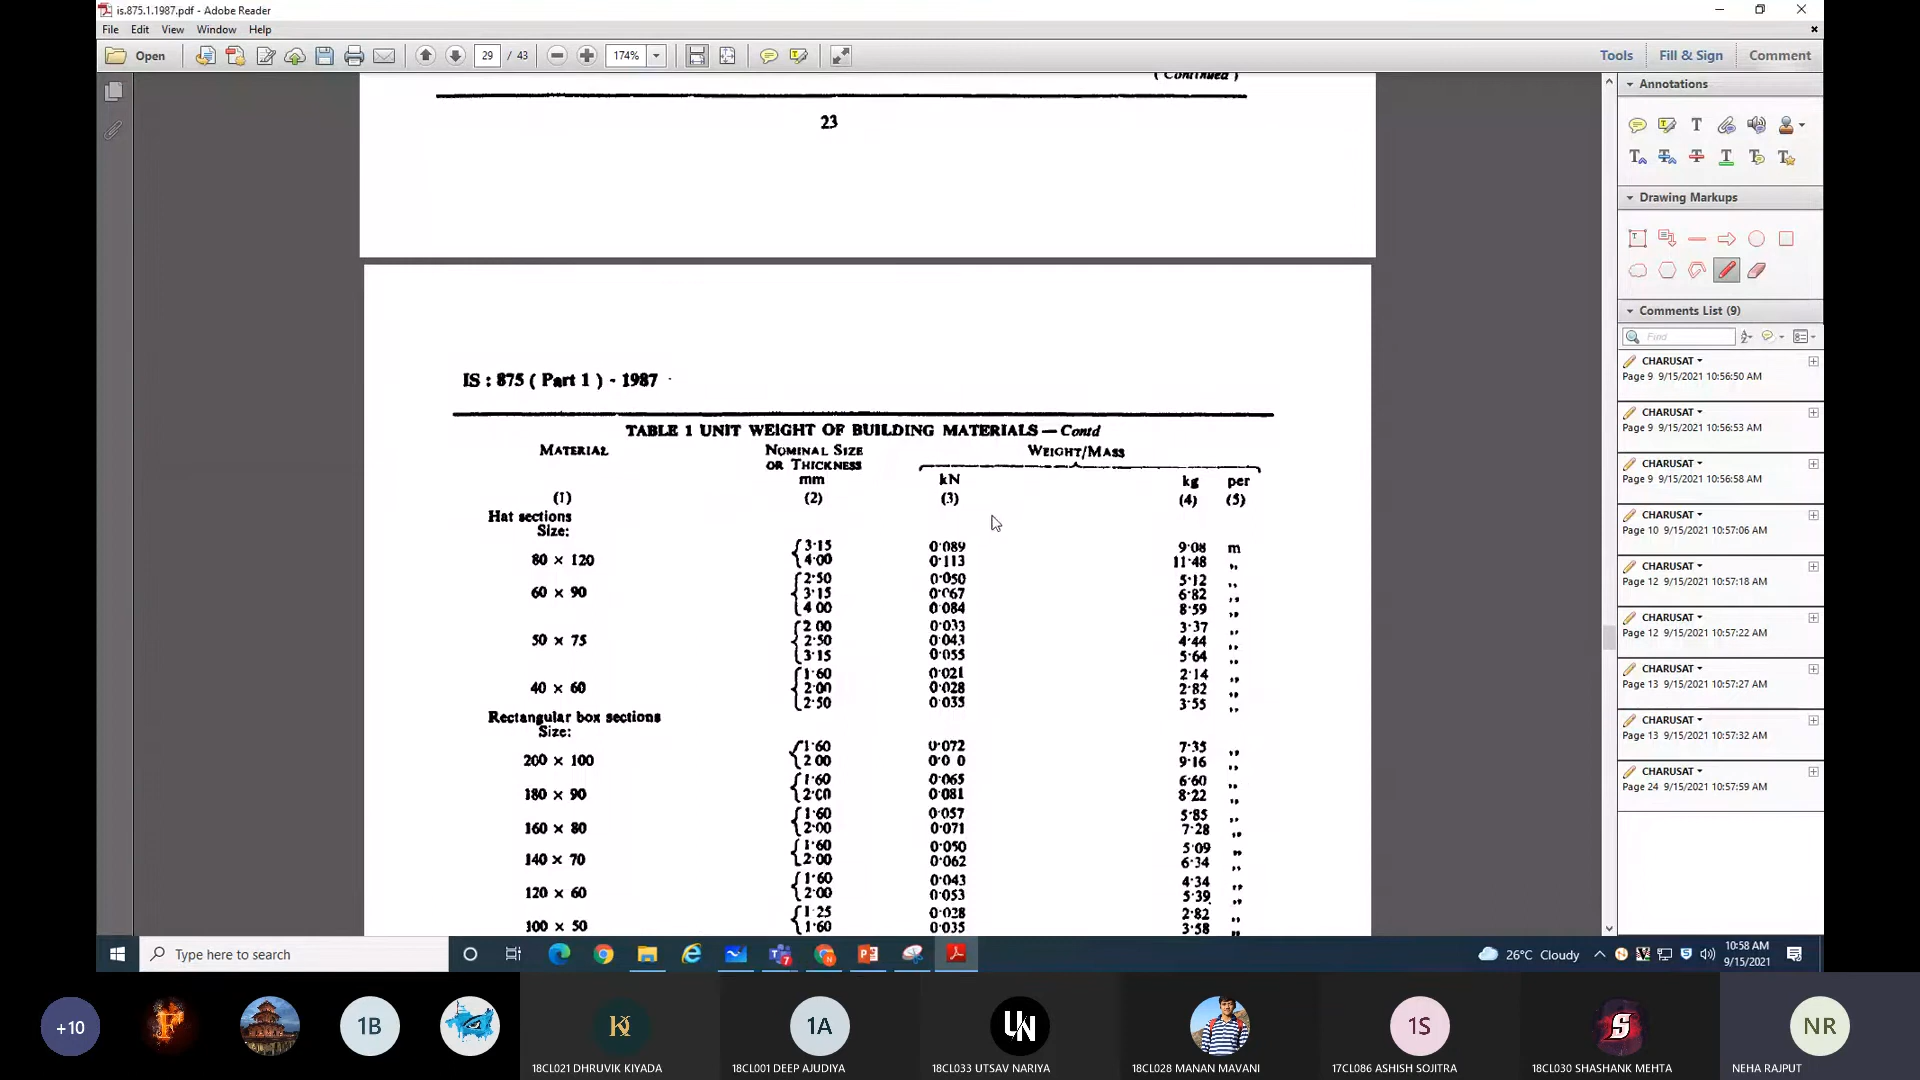 is.875.1.1987.pdf - Adobe Reader
File Edit View Window Help
Open 29 / 43 174% Tools Fill & Sign Comment
( Continued )
23
IS : 875 ( Part 1 ) - 1987
TABLE 1 UNIT WEIGHT OF BUILDING MATERIALS — Contd
MATERIAL NOMINAL SIZE OR THICKNESS WEIGHT/MASS
mm kN kg per
(1) (2) (3) (4) (5)
Hat sections
Size:
80 × 120
3·15 0·089 9·08 m
4·00 0·113 11·48 ,,
60 × 90
2·50 0·050 5·12 ,,
3·15 0·067 6·82 ,,
4 00 0·084 8·59 ,,
50 × 75
2 00 0·033 3·37 ,,
2·50 0·043 4·44 ,,
3·15 0·055 5·64 ,,
40 × 60
1·60 0·021 2·14 ,,
2·00 0·028 2·82 ,,
2·50 0·035 3·55 ,,
Rectangular box sections
Size:
200 × 100
1·60 0·072 7·35 ,,
2 00 0·0 0 9·16 ,,
180 × 90
1·60 0·065 6·60 ,,
2·00 0·081 8·22 ,,
160 × 80
1·60 0·057 5·85 ,,
2·00 0·071 7·28 ,,
140 × 70
1·60 0·050 5·09 ,,
2·00 0·062 6·34 ,,
120 × 60
1·60 0·043 4·34 ,,
2·00 0·053 5·39 ,,
100 × 50
1 25 0·028 2·82 ,,
1·60 0·035 3·58 ,,
Annotations
Drawing Markups
Comments List (9)
Find
CHARUSAT
Page 9 9/15/2021 10:56:50 AM
CHARUSAT
Page 9 9/15/2021 10:56:53 AM
CHARUSAT
Page 9 9/15/2021 10:56:58 AM
CHARUSAT
Page 10 9/15/2021 10:57:06 AM
CHARUSAT
Page 12 9/15/2021 10:57:18 AM
CHARUSAT
Page 12 9/15/2021 10:57:22 AM
CHARUSAT
Page 13 9/15/2021 10:57:27 AM
CHARUSAT
Page 13 9/15/2021 10:57:32 AM
CHARUSAT
Page 24 9/15/2021 10:57:59 AM
Type here to search
7
26°C Cloudy
10:58 AM
9/15/2021
+10 1B 1A UN 1S S NR
18CL021 DHRUVIK KIYADA 18CL001 DEEP AJUDIYA 18CL033 UTSAV NARIYA 18CL028 MANAN MAVANI 17CL086 ASHISH SOJITRA 18CL030 SHASHANK MEHTA NEHA RAJPUT